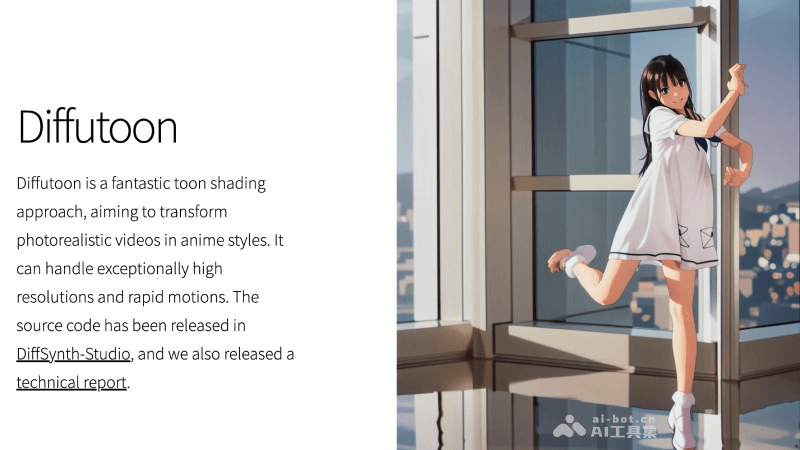 Diffutoon
Diffutoon is a fantastic toon shading
approach, aiming to transform
photorealistic videos in anime styles. It
can handle exceptionally high
resolutions and rapid motions. The
source code has been released in
DiffSynth-Studio, and we also released a
technical report.
ai-bot.cn
AI工具集